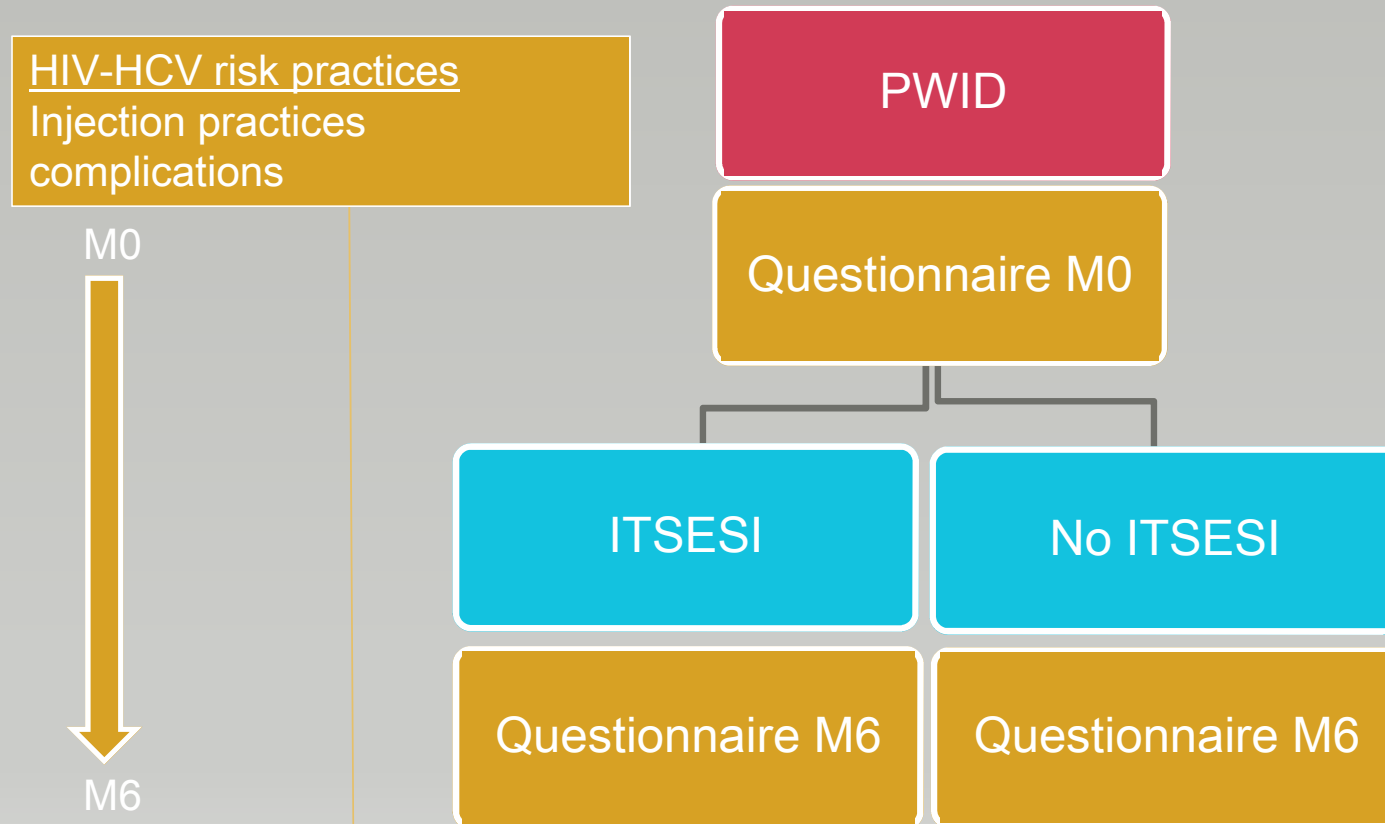 HIV-HCV risk practices
Injection practices
complications
M0
M6
PWID
Questionnaire M0
ITSESI
No ITSESI
Questionnaire M6
Questionnaire M6